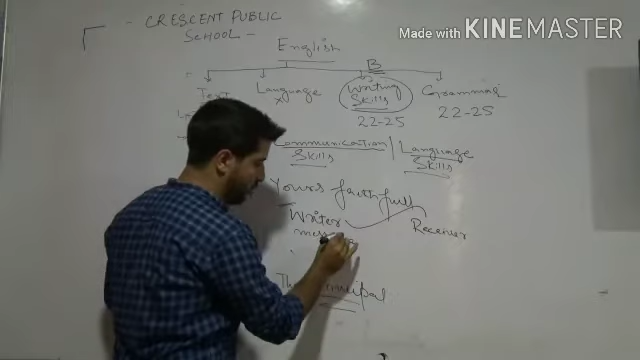 Made with KINEMASTER
- CRESCENT PUBLIC
SCHOOL -
English
B
Text Language Writing Skills Grammar
x
22-25 22-25
Communication Skills | Language Skills
Yours faithfull
Writer Receiver
The Principal